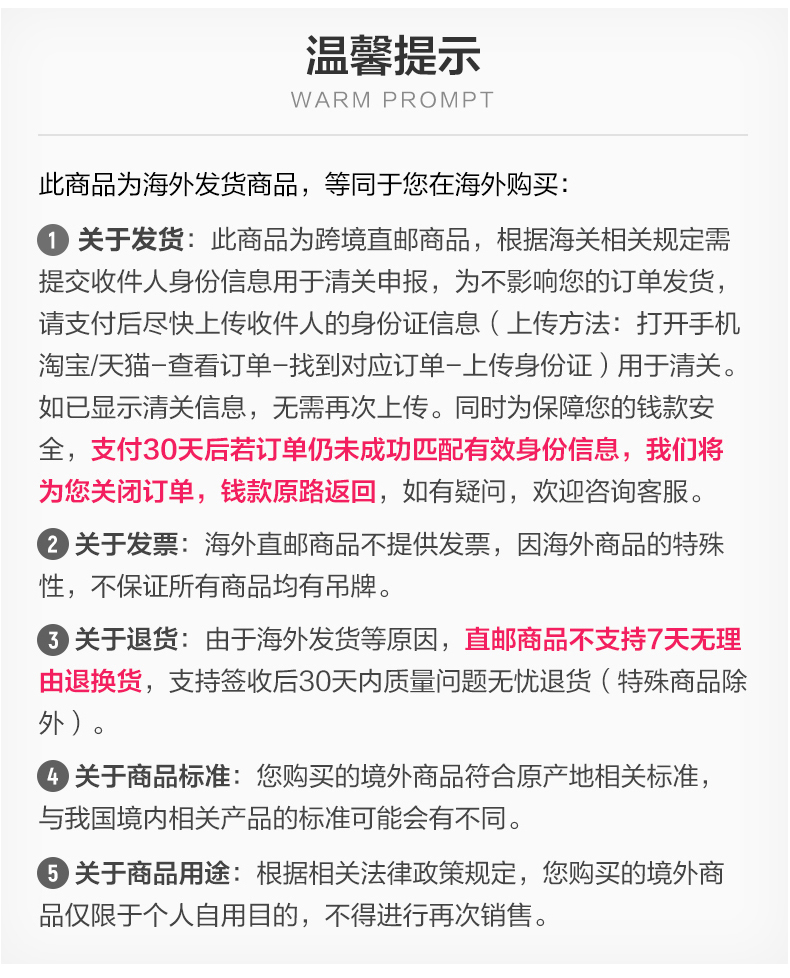 温馨提示
WARM PROMPT
此商品为海外发货商品，等同于您在海外购买：
1 关于发货：此商品为跨境直邮商品，根据海关相关规定需
提交收件人身份信息用于清关申报，为不影响您的订单发货，
请支付后尽快上传收件人的身份证信息（上传方法：打开手机
淘宝/天猫–查看订单–找到对应订单–上传身份证）用于清关。
如已显示清关信息，无需再次上传。同时为保障您的钱款安
全，支付30天后若订单仍未成功匹配有效身份信息，我们将
为您关闭订单，钱款原路返回，如有疑问，欢迎咨询客服。
2 关于发票：海外直邮商品不提供发票，因海外商品的特殊
性，不保证所有商品均有吊牌。
3 关于退货：由于海外发货等原因，直邮商品不支持7天无理
由退换货，支持签收后30天内质量问题无忧退货（特殊商品除
外）。
4 关于商品标准：您购买的境外商品符合原产地相关标准，
与我国境内相关产品的标准可能会有不同。
5 关于商品用途：根据相关法律政策规定，您购买的境外商
品仅限于个人自用目的，不得进行再次销售。